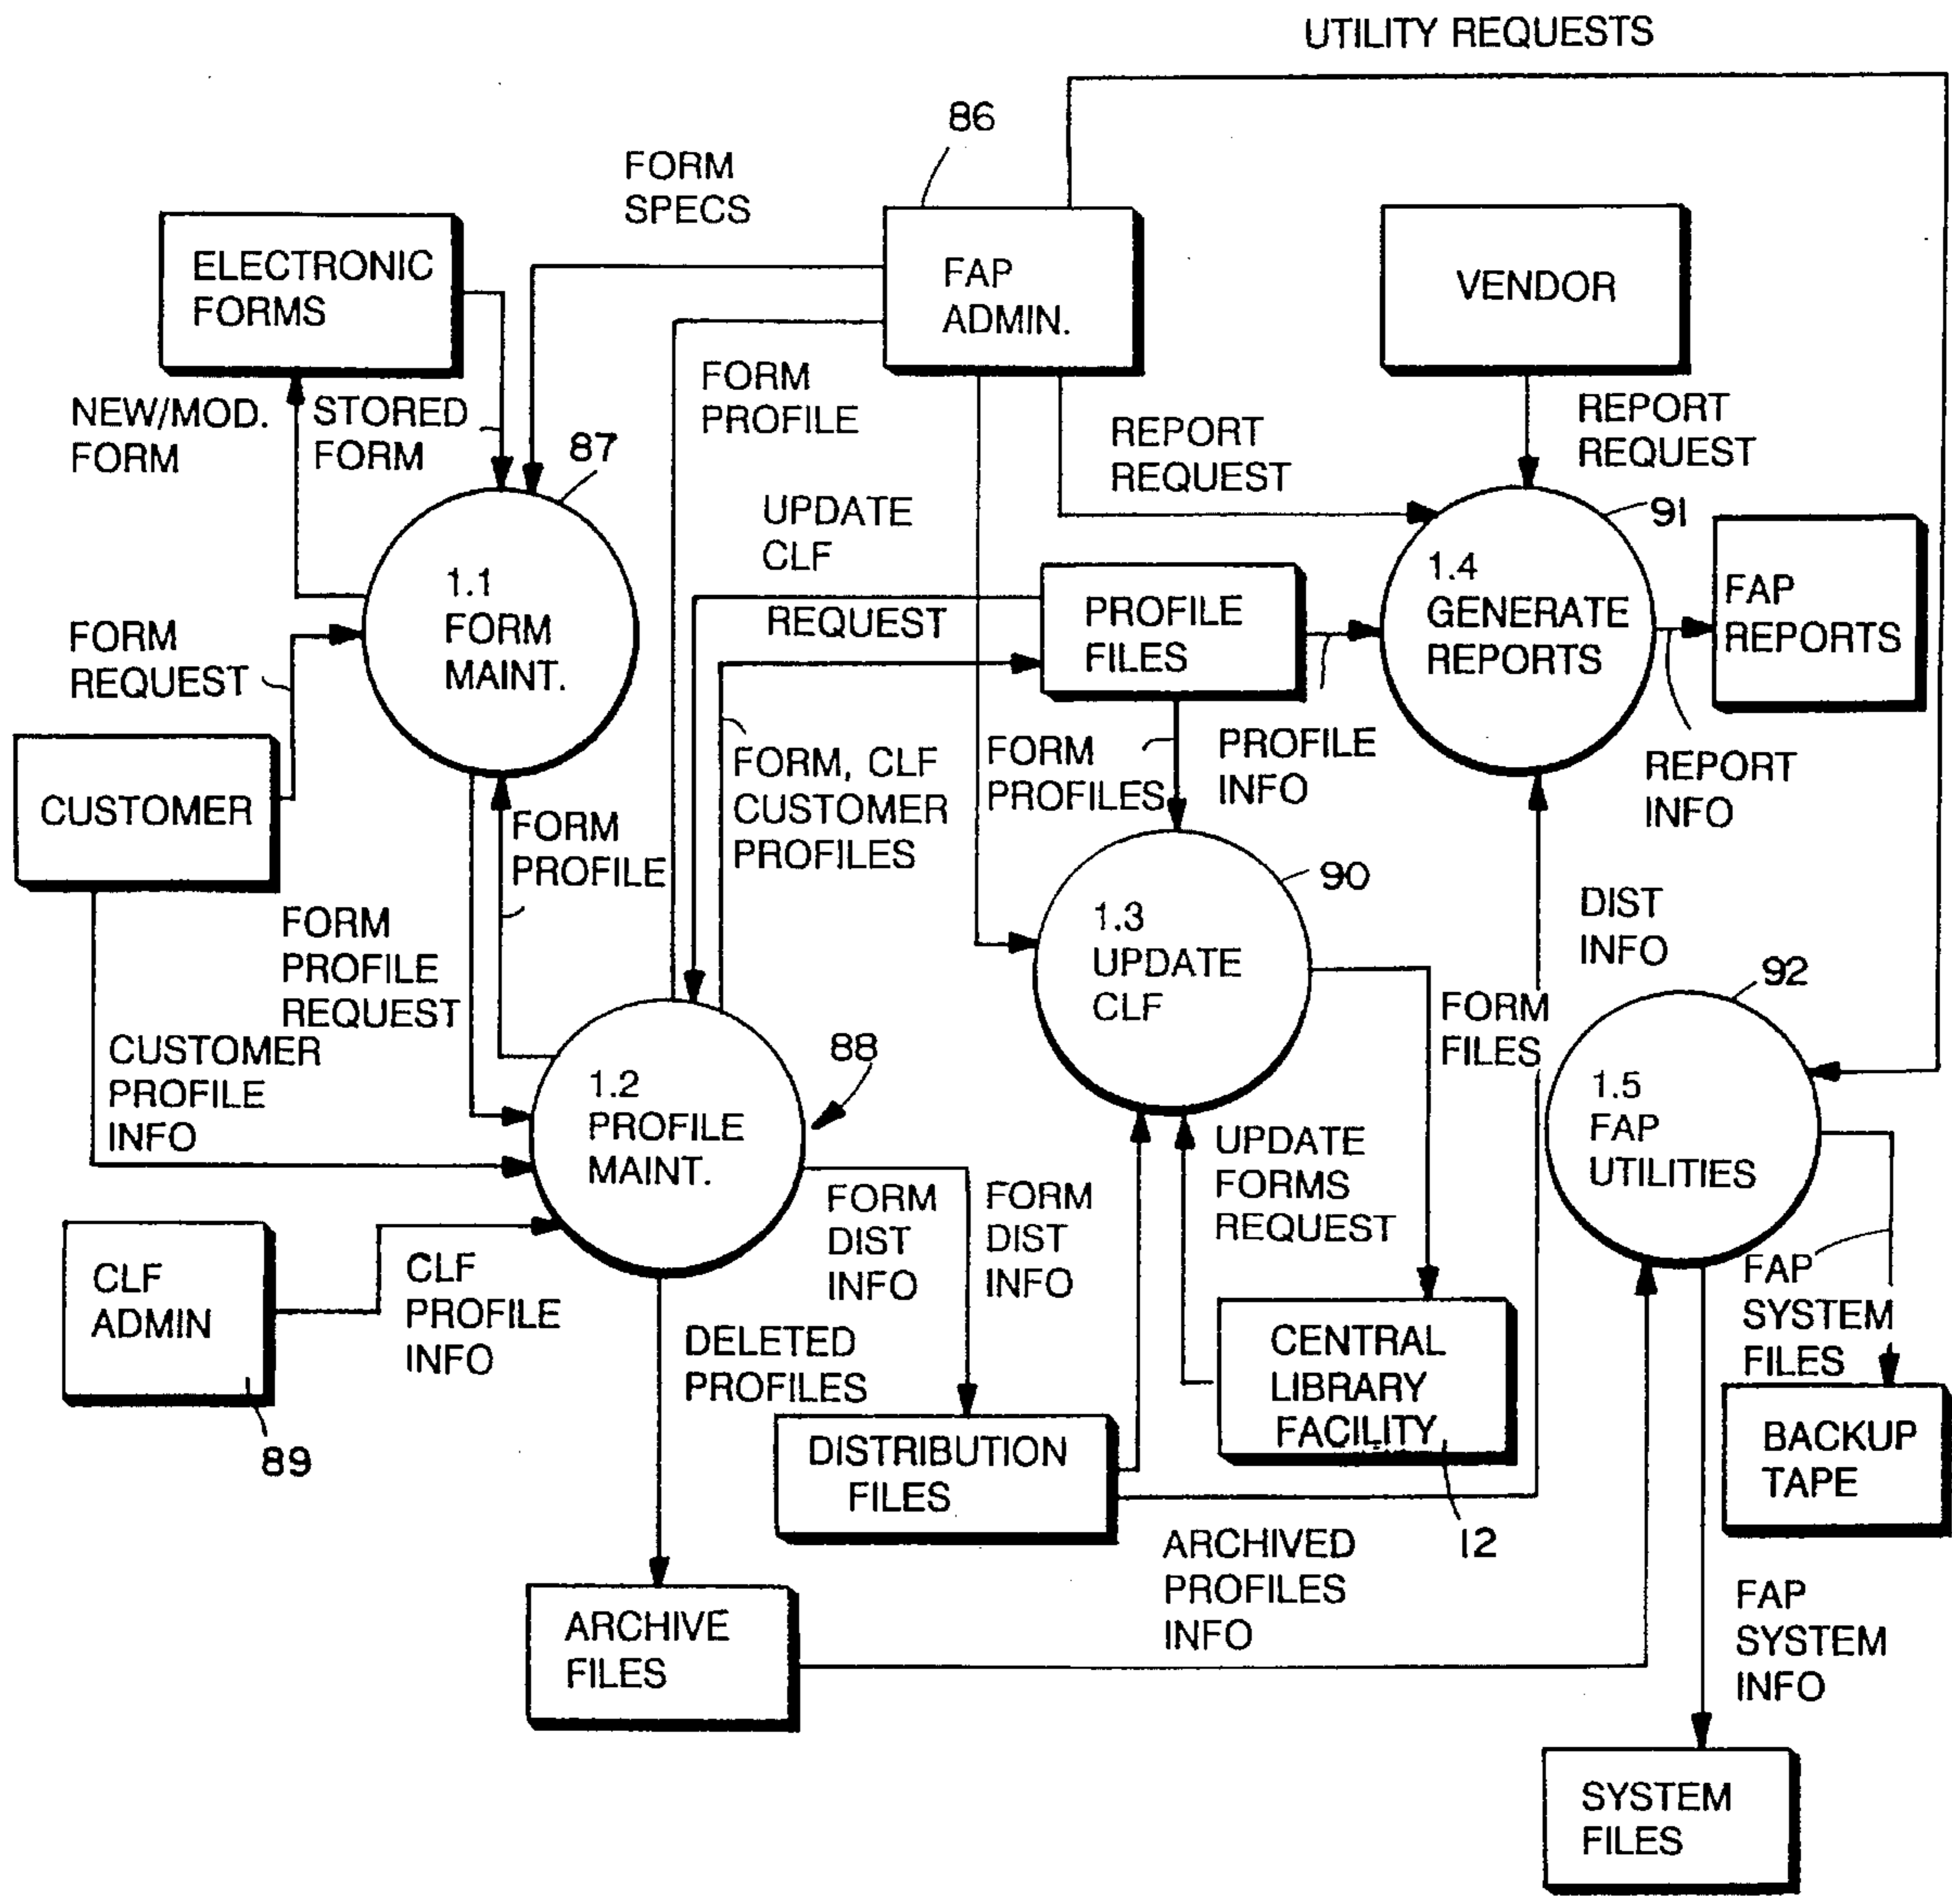 UTILITY REQUESTS
86
FORM
SPECS
ELECTRONIC
FORMS
FAP
ADMIN.
VENDOR
NEW/MOD.
FORM
STORED
FORM
87
FORM
PROFILE
REPORT
REQUEST
REPORT
REQUEST
UPDATE
CLF
REQUEST
91
1.1
FORM
MAINT.
PROFILE
FILES
1.4
GENERATE
REPORTS
FAP
REPORTS
FORM
REQUEST
CUSTOMER
FORM
PROFILE
FORM, CLF
CUSTOMER
PROFILES
FORM
PROFILES
PROFILE
INFO
REPORT
INFO
90
FORM
PROFILE
REQUEST
1.3
UPDATE
CLF
DIST
INFO
92
FORM
FILES
CUSTOMER
PROFILE
INFO
88
1.2
PROFILE
MAINT.
1.5
FAP
UTILITIES
UPDATE
FORMS
REQUEST
FORM
DIST
INFO
FORM
DIST
INFO
CLF
ADMIN
CLF
PROFILE
INFO
89
DELETED
PROFILES
CENTRAL
LIBRARY
FACILITY
12
FAP
SYSTEM
FILES
DISTRIBUTION
FILES
BACKUP
TAPE
ARCHIVED
PROFILES
INFO
ARCHIVE
FILES
FAP
SYSTEM
INFO
SYSTEM
FILES